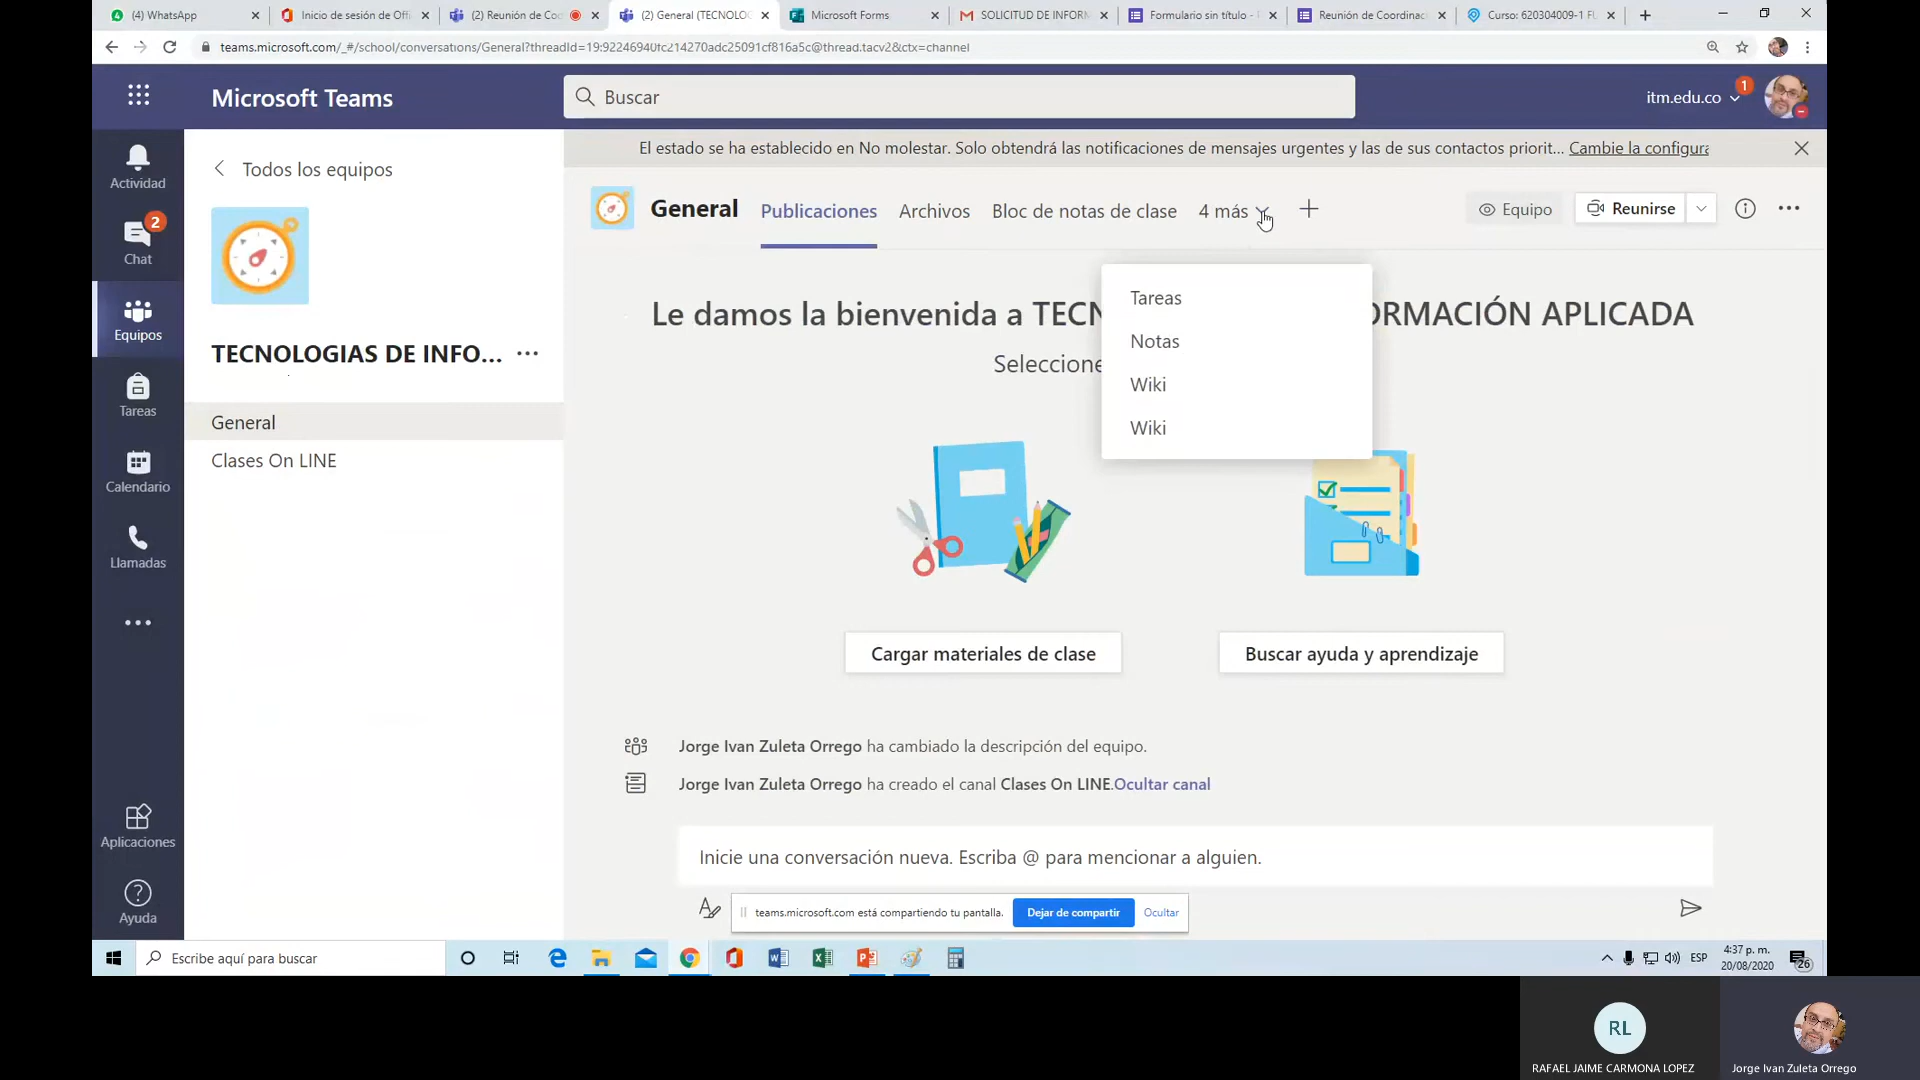 (4) WhatsApp
Inicio de sesión de Offi
(2) Reunión de Coo
(2) General (TECNOLOG
Microsoft Forms
SOLICITUD DE INFORM
Formulario sin título -
Reunión de Coordinac
Curso: 620304009-1 FU
teams.microsoft.com/_#/school/conversations/General?threadId=19:92246940fc214270adc25091cf816a5c@thread.tacv2&ctx=channel
Microsoft Teams
Buscar
itm.edu.co
1
El estado se ha establecido en No molestar. Solo obtendrá las notificaciones de mensajes urgentes y las de sus contactos priorit... Cambie la configura
Actividad
2
Chat
Equipos
Tareas
Calendario
Llamadas
Aplicaciones
Ayuda
Todos los equipos
TECNOLOGIAS DE INFO... ...
General
Clases On LINE
General
Publicaciones
Archivos
Bloc de notas de clase
4 más
Equipo
Reunirse
Tareas
Notas
Wiki
Wiki
Le damos la bienvenida a TECN ORMACIÓN APLICADA
Seleccione
Cargar materiales de clase
Buscar ayuda y aprendizaje
Jorge Ivan Zuleta Orrego ha cambiado la descripción del equipo.
Jorge Ivan Zuleta Orrego ha creado el canal Clases On LINE.Ocultar canal
Inicie una conversación nueva. Escriba @ para mencionar a alguien.
teams.microsoft.com está compartiendo tu pantalla.
Dejar de compartir
Ocultar
Escribe aquí para buscar
ESP
4:37 p. m.
20/08/2020
26
RL
RAFAEL JAIME CARMONA LOPEZ
Jorge Ivan Zuleta Orrego